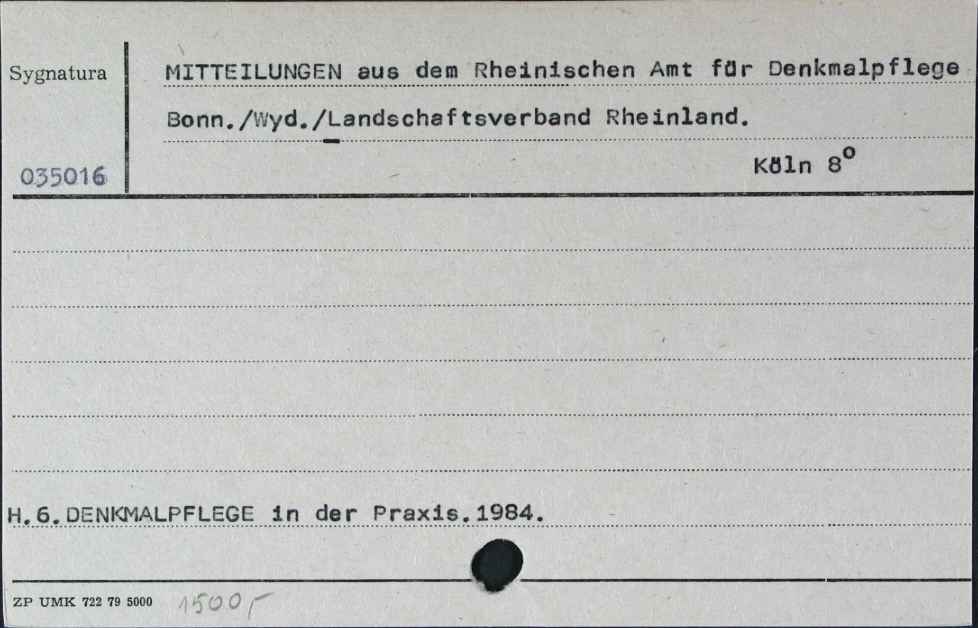 Sygnatura
MITTEILUNGEN aus dem Rheinischen Amt für Denkmalpflege
Bonn./Wyd./Landschaftsverband Rheinland.
035016
Köln 8º
H.6.DENKMALPFLEGE in der Praxis.1984.
ZP UMK 722 79 5000 1500,-